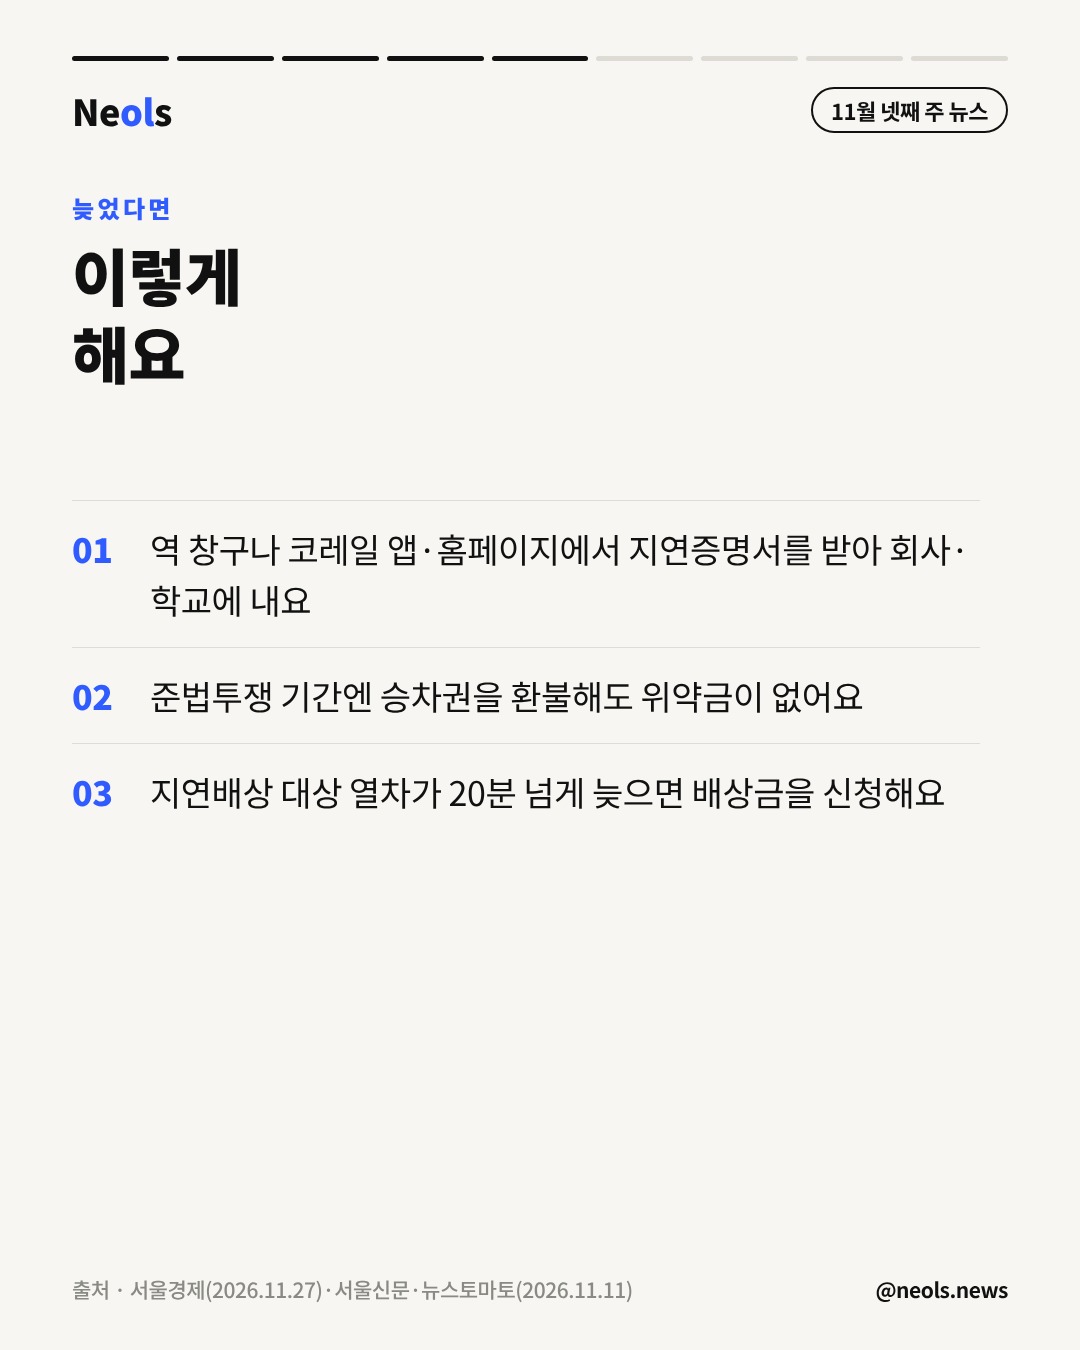 Neols
11월 넷째 주 뉴스
늦었다면
이렇게
해요
01 역 창구나 코레일 앱·홈페이지에서 지연증명서를 받아 회사·
학교에 내요
02 준법투쟁 기간엔 승차권을 환불해도 위약금이 없어요
03 지연배상 대상 열차가 20분 넘게 늦으면 배상금을 신청해요
출처 · 서울경제(2026.11.27)·서울신문·뉴스토마토(2026.11.11)
@neols.news